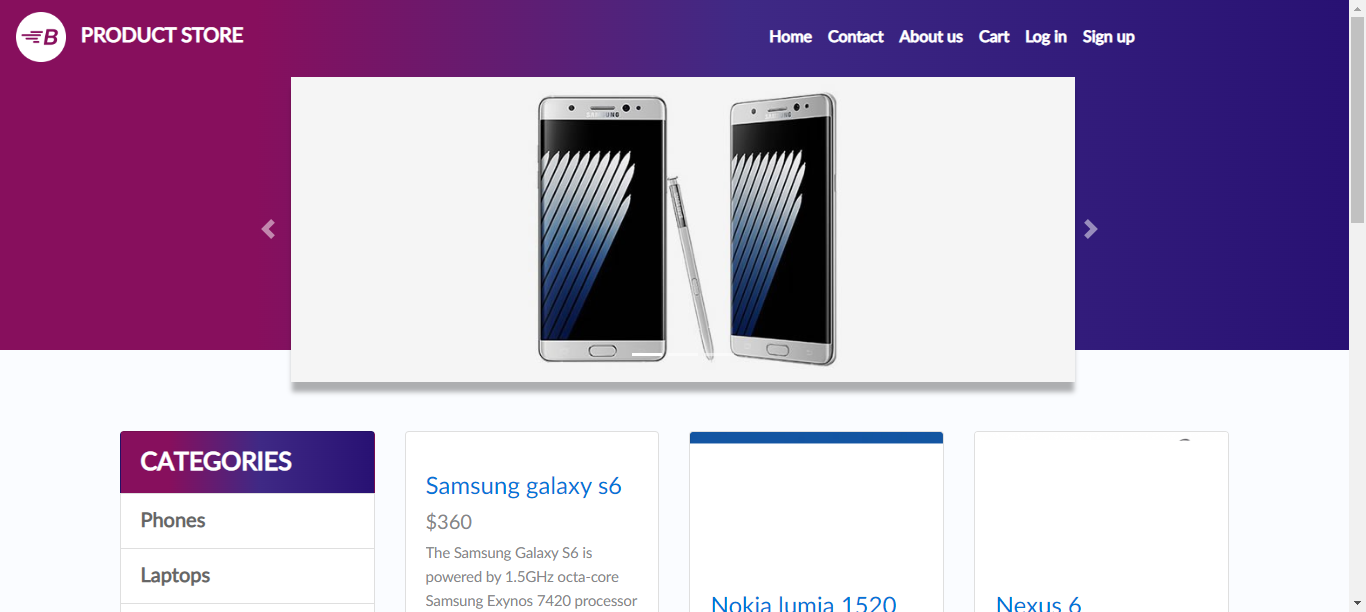 B PRODUCT STORE
Home Contact About us Cart Log in Sign up
SAMSUNG SAMSUNG
CATEGORIES
Phones
Laptops
Samsung galaxy s6
$360
The Samsung Galaxy S6 is
powered by 1.5GHz octa-core
Samsung Exynos 7420 processor
Nokia lumia 1520
Nexus 6